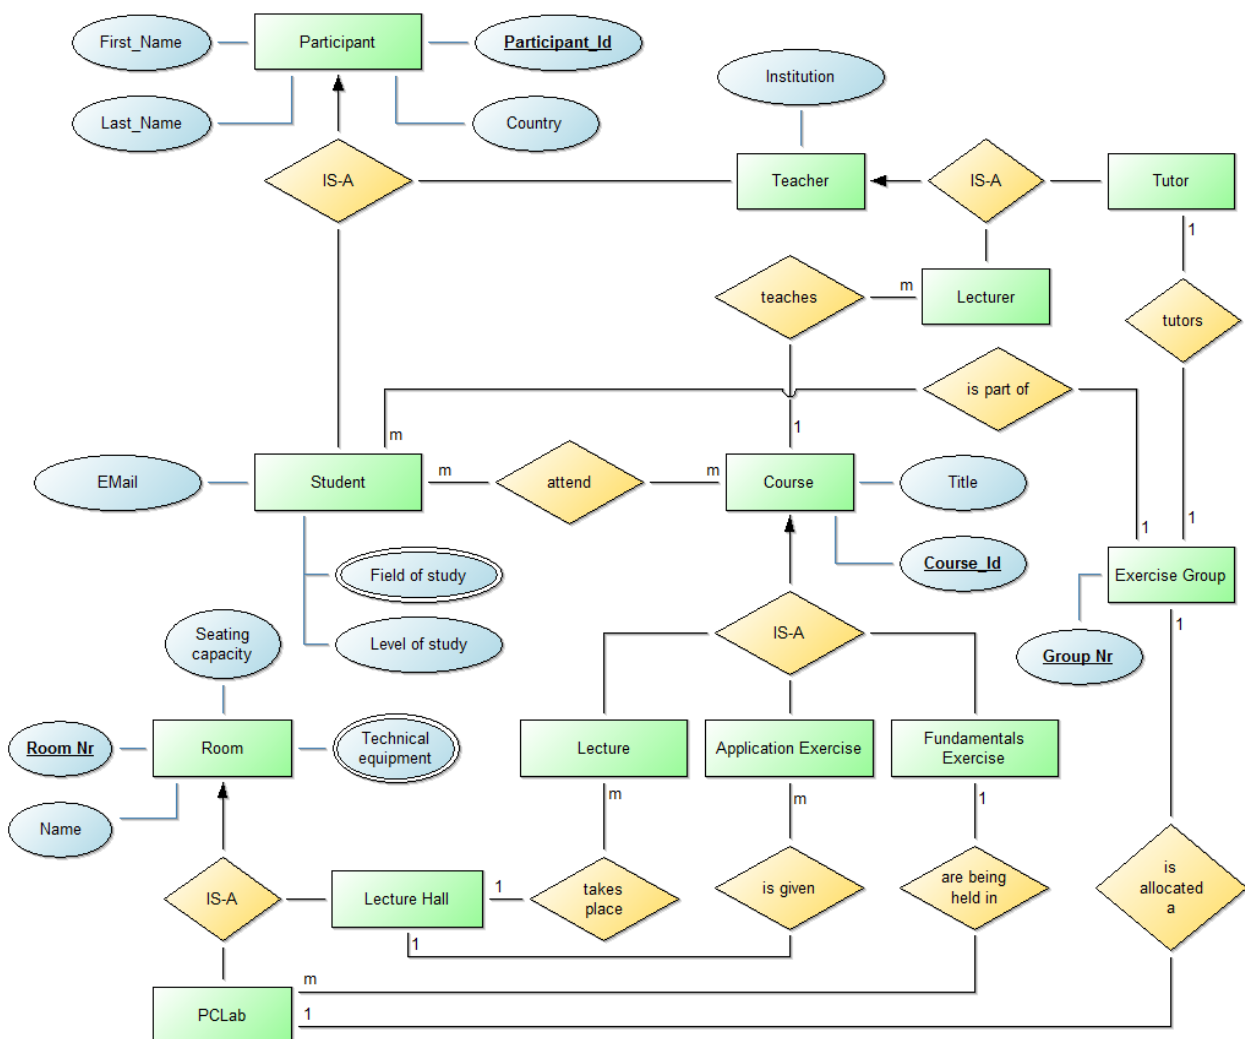 First_Name
Participant
Participant_Id
Institution
Last_Name
Country
IS-A
Teacher
IS-A
Tutor
1
teaches
m
Lecturer
tutors
is part of
m
1
EMail
Student
m
attend
m
Course
Title
1
1
Field of study
Course_Id
Exercise Group
Seating
capacity
Level of study
IS-A
1
Group Nr
Room Nr
Room
Technical
equipment
Lecture
Application Exercise
Fundamentals
Exercise
m
m
1
Name
IS-A
Lecture Hall
1
takes
place
is given
are being
held in
is
allocated
a
1
m
PCLab
1